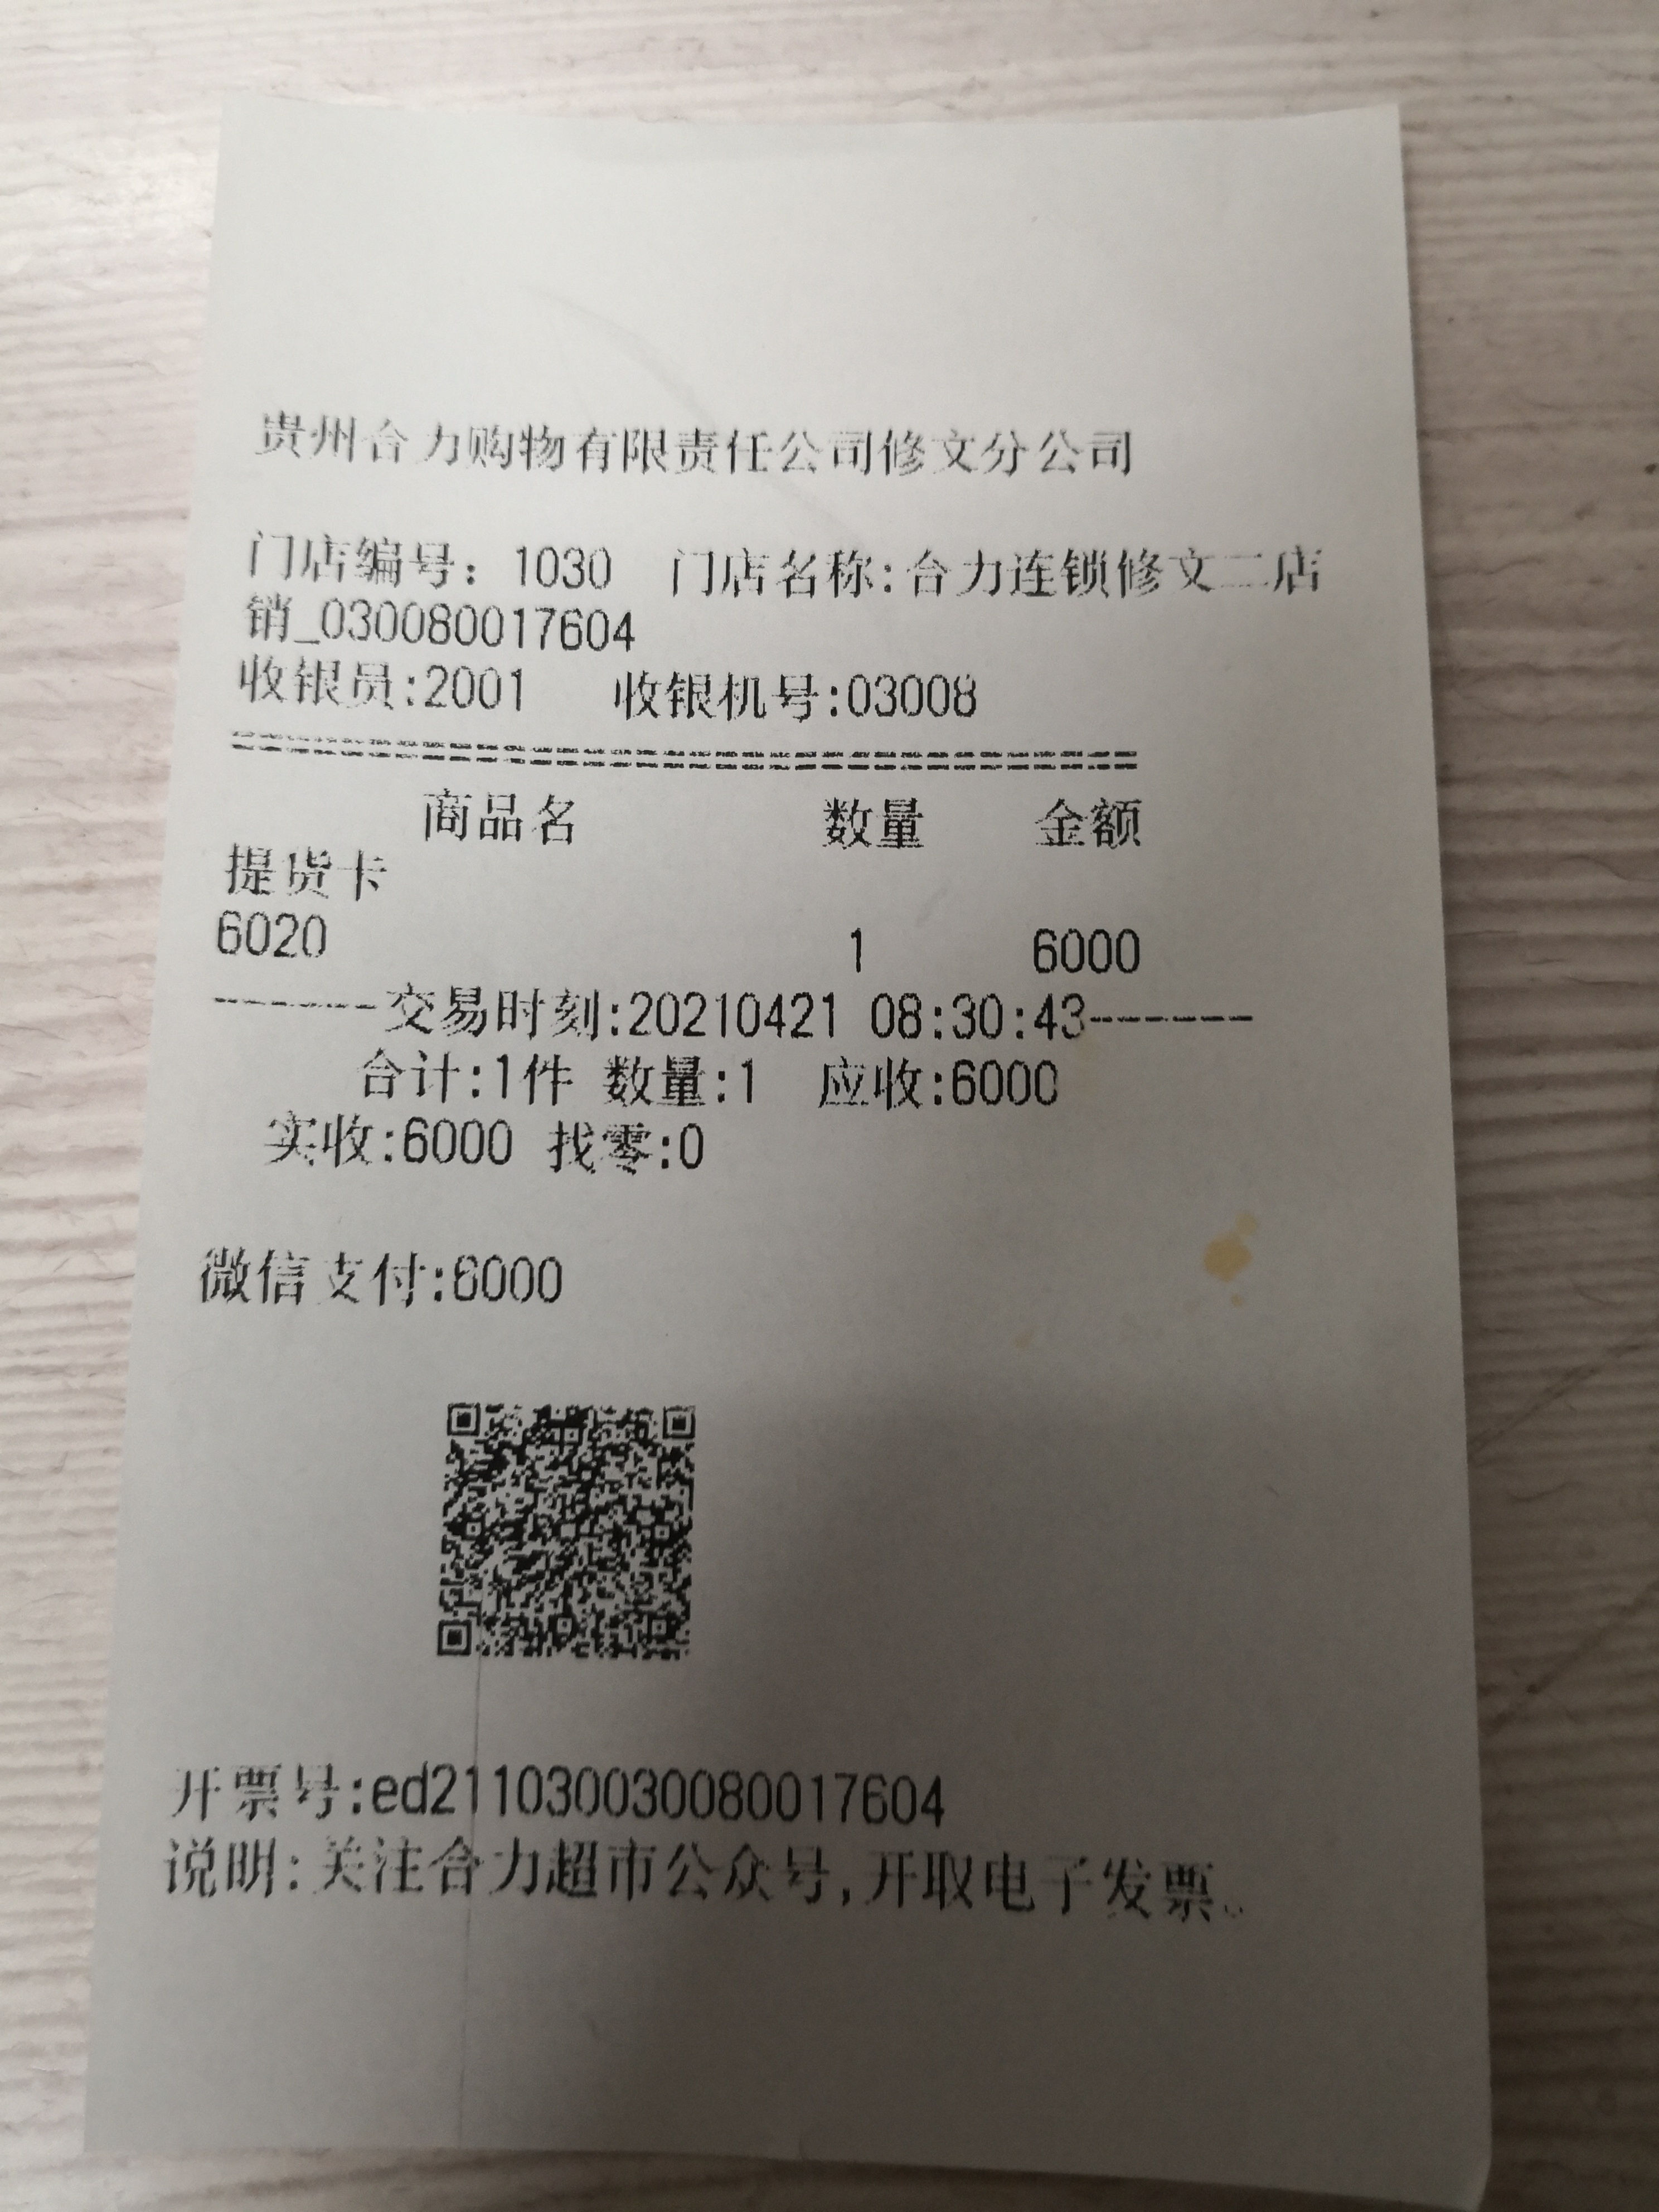 贵州合力购物有限责任公司修文分公司
门店编号：1030 门店名称:合力连锁修文二店
销_030080017604
收银员:2001 收银机号:03008
==================================
商品名 数量 金额
提货卡
6020 1 6000
-------交易时刻:20210421 08:30:43------
合计:1件 数量:1 应收:6000
实收:6000 找零:0
微信支付:6000
开票号:ed2110300030080017604
说明:关注合力超市公众号,开取电子发票。